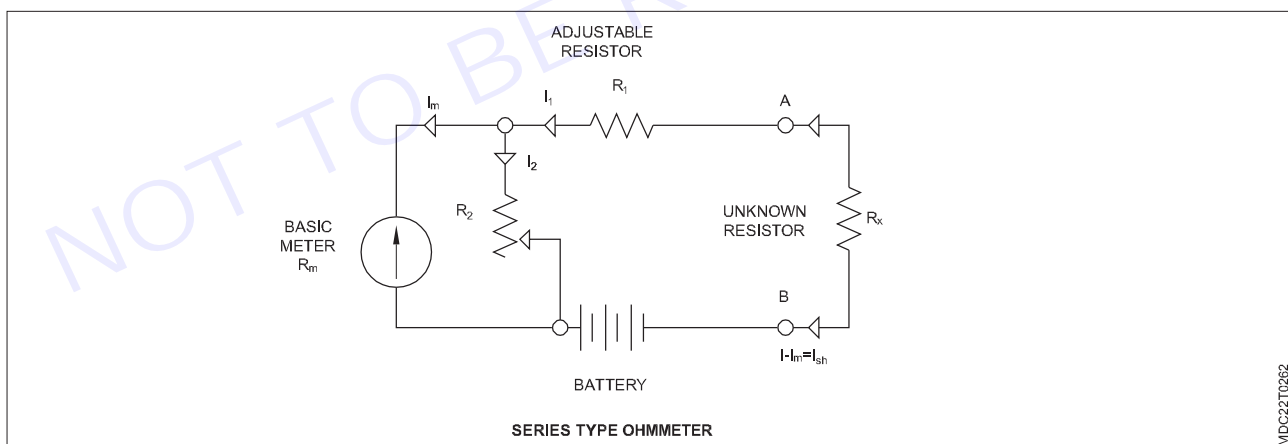 NOT TO BE R
ADJUSTABLE
RESISTOR
R₁
A
Iₘ
I₁
I₂
R₂
BASIC
METER
Rₘ
UNKNOWN
RESISTOR
Rₓ
B
I-Iₘ=Iₛₕ
BATTERY
SERIES TYPE OHMMETER